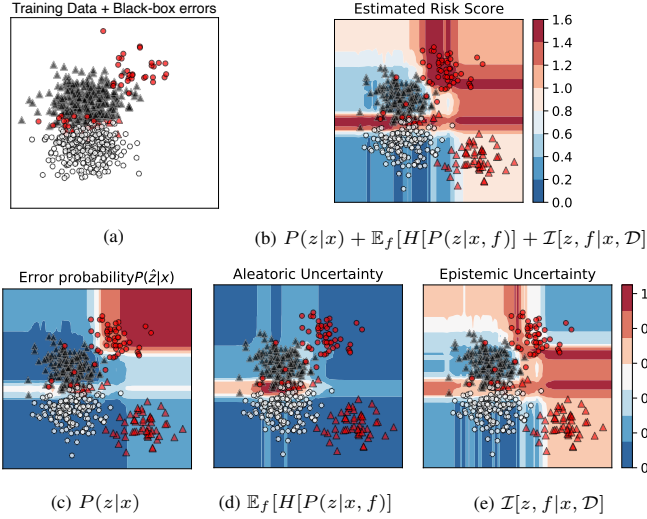 Training Data + Black-box errors
Estimated Risk Score
1.6
1.4
1.2
1.0
0.8
0.6
0.4
0.2
0.0
(a)
(b) P(z|x) + 𝔼_f[H[P(z|x, f)] + ℐ[z, f|x, 𝒟]
Error probabilityP(ẑ|x)
Aleatoric Uncertainty
Epistemic Uncertainty
(c) P(z|x)
(d) 𝔼_f[H[P(z|x, f)]
(e) ℐ[z, f|x, 𝒟]